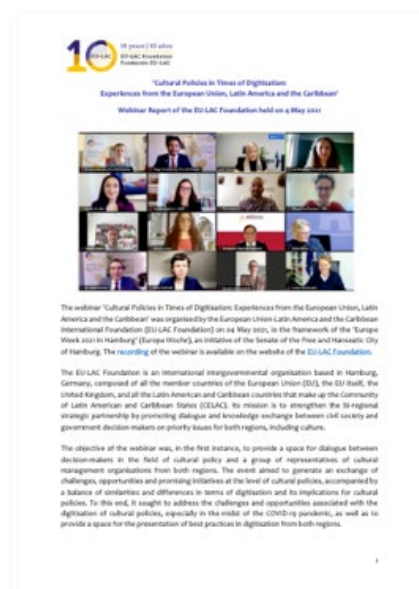 10 years | 10 años
EU-LAC
EU-LAC Foundation
Fundación EU-LAC
'Cultural Policies in Times of Digitisation:
Experiences from the European Union, Latin America and the Caribbean'
Webinar Report of the EU-LAC Foundation held on 4 May 2021
The webinar 'Cultural Policies in Times of Digitisation: Experiences from the European Union, Latin
America and the Caribbean' was organised by the European Union-Latin America and the Caribbean
International Foundation (EU-LAC Foundation) on 04 May 2021, in the framework of the 'Europe
Week 2021 in Hamburg' (Europa Woche), an initiative of the Senate of the Free and Hanseatic City
of Hamburg. The recording of the webinar is available on the website of the EU-LAC Foundation.
The EU-LAC Foundation is an international intergovernmental organisation based in Hamburg,
Germany, composed of all the member countries of the European Union (EU), the EU itself, the
United Kingdom, and all the Latin American and Caribbean countries that make up the Community
of Latin American and Caribbean States (CELAC). Its mission is to strengthen the bi-regional
strategic partnership by promoting dialogue and knowledge exchange between civil society and
government decision makers on priority issues for both regions, including culture.
The objective of the webinar was, in the first instance, to provide a space for dialogue between
decision-makers in the field of cultural policy and a group of representatives of cultural
management organisations from both regions. The event aimed to generate an exchange of
challenges, opportunities and promising initiatives at the level of cultural policies, accompanied by
a balance of similarities and differences in terms of digitisation and its implications for cultural
policies. To this end, it sought to address the challenges and opportunities associated with the
digitisation of cultural policies, especially in the midst of the COVID-19 pandemic, as well as to
provide a space for the presentation of best practices in digitisation from both regions.
1